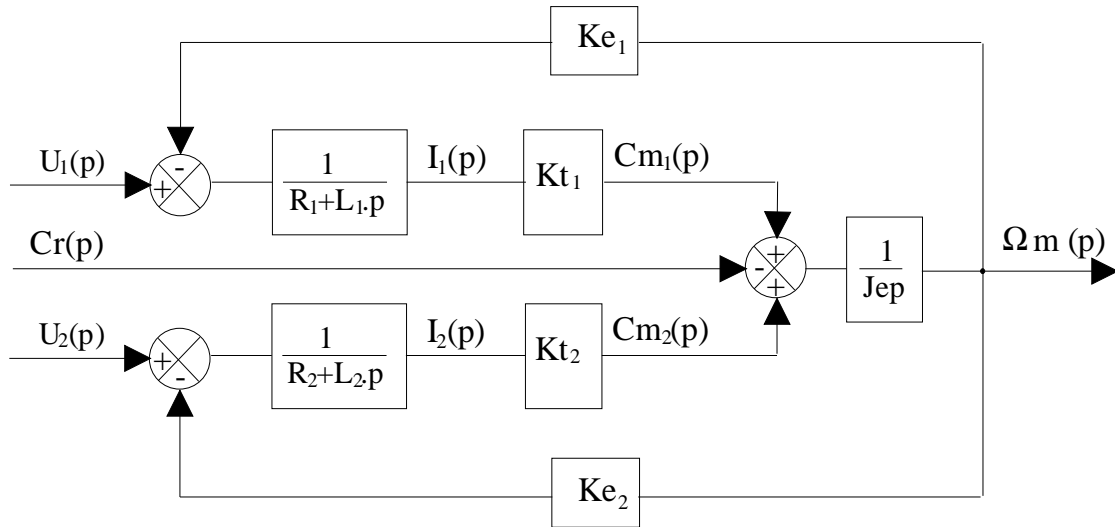 Ke₁
U₁(p)
-
+
1
R₁+L₁.p
I₁(p)
Kt₁
Cm₁(p)
Cr(p)
+
-
+
1
Jep
Ωm (p)
U₂(p)
+
-
1
R₂+L₂.p
I₂(p)
Kt₂
Cm₂(p)
Ke₂